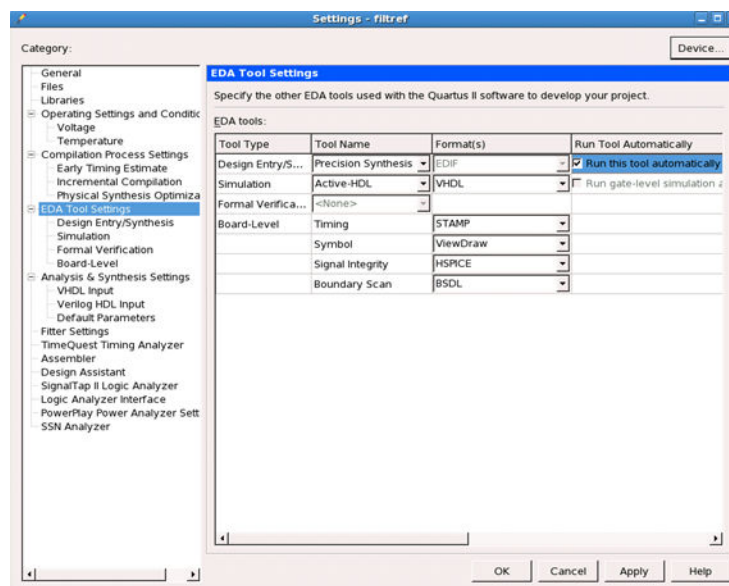 Settings - filtref
Category:
Device...
General
Files
Libraries
Operating Settings and Conditic
Voltage
Temperature
Compilation Process Settings
Early Timing Estimate
Incremental Compilation
Physical Synthesis Optimiza
EDA Tool Settings
Design Entry/Synthesis
Simulation
Formal Verification
Board-Level
Analysis & Synthesis Settings
VHDL Input
Verilog HDL Input
Default Parameters
Fitter Settings
TimeQuest Timing Analyzer
Assembler
Design Assistant
SignalTap II Logic Analyzer
Logic Analyzer Interface
PowerPlay Power Analyzer Sett
SSN Analyzer
EDA Tool Settings
Specify the other EDA tools used with the Quartus II software to develop your project.
EDA tools:
Tool Type Tool Name Format(s) Run Tool Automatically
Design Entry/S... Precision Synthesis EDIF Run this tool automatically
Simulation Active-HDL VHDL Run gate-level simulation a
Formal Verifica... <None>
Board-Level Timing STAMP
Symbol ViewDraw
Signal Integrity HSPICE
Boundary Scan BSDL
OK Cancel Apply Help